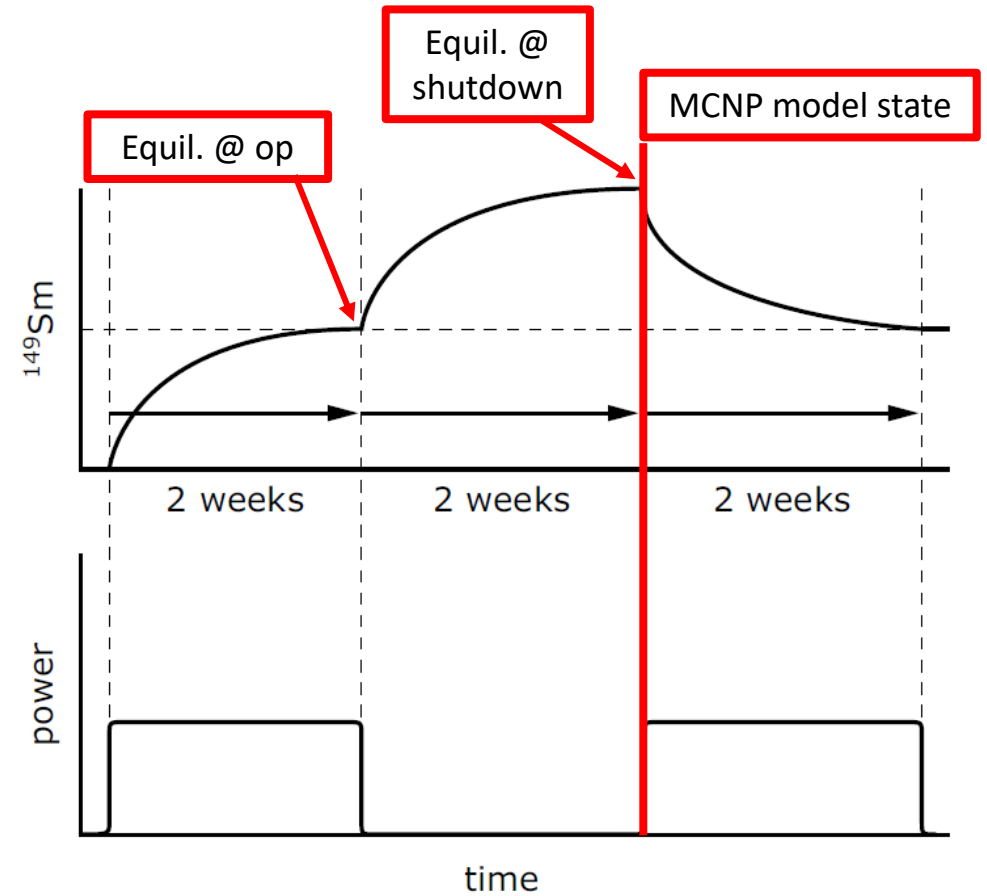 Equil. @
shutdown
MCNP model state
Equil. @ op
¹⁴⁹Sm
2 weeks
2 weeks
2 weeks
power
time